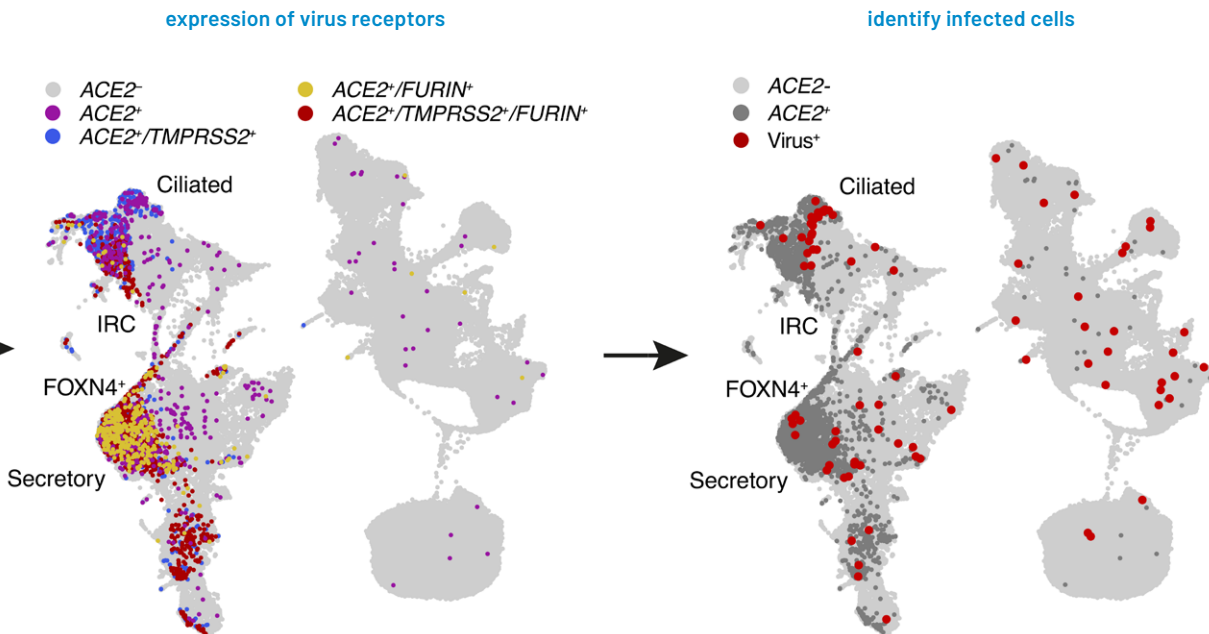 expression of virus receptors
ACE2⁻
ACE2⁺
ACE2⁺/TMPRSS2⁺
ACE2⁺/FURIN⁺
ACE2⁺/TMPRSS2⁺/FURIN⁺
Ciliated
IRC
FOXN4⁺
Secretory
identify infected cells
ACE2-
ACE2⁺
Virus⁺
Ciliated
IRC
FOXN4⁺
Secretory